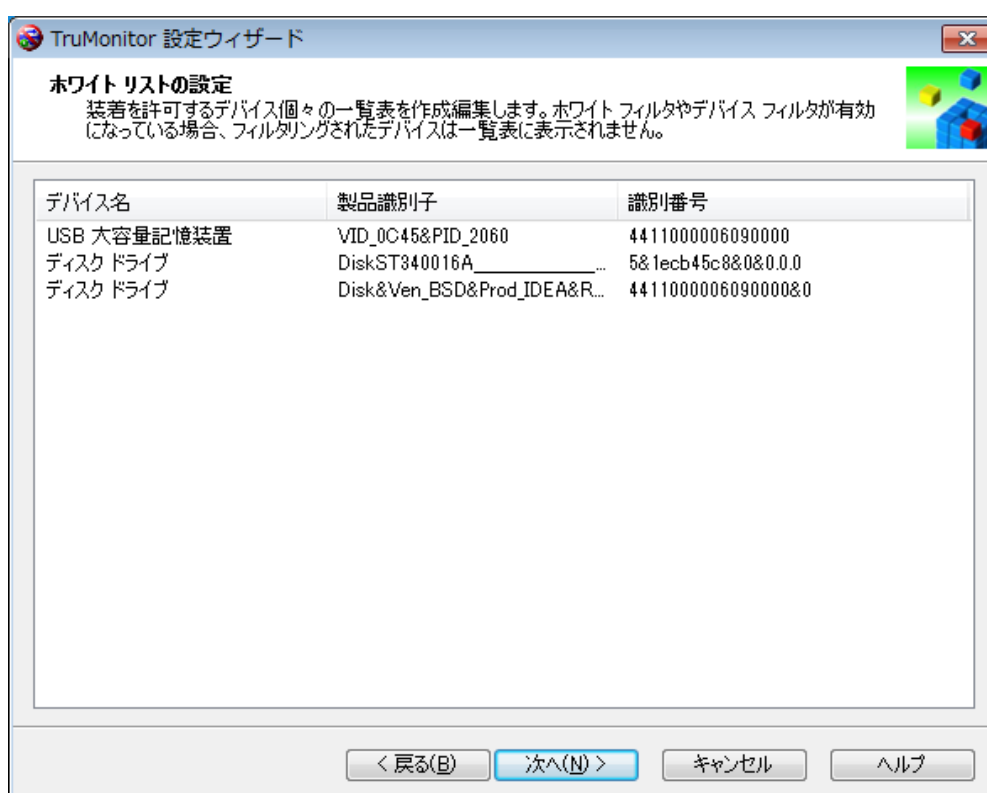 TruMonitor 設定ウィザード
ホワイト リストの設定
装着を許可するデバイス個々の一覧表を作成編集します。ホワイト フィルタやデバイス フィルタが有効
になっている場合、フィルタリングされたデバイスは一覧表に表示されません。
デバイス名 製品識別子 識別番号
USB 大容量記憶装置 VID_0C45&PID_2060 4411000006090000
ディスク ドライブ DiskST340016A____________... 5&1ecb45c8&0&0.0.0
ディスク ドライブ Disk&Ven_BSD&Prod_IDEA&R... 4411000006090000&0
< 戻る(B) 次へ(N) > キャンセル ヘルプ